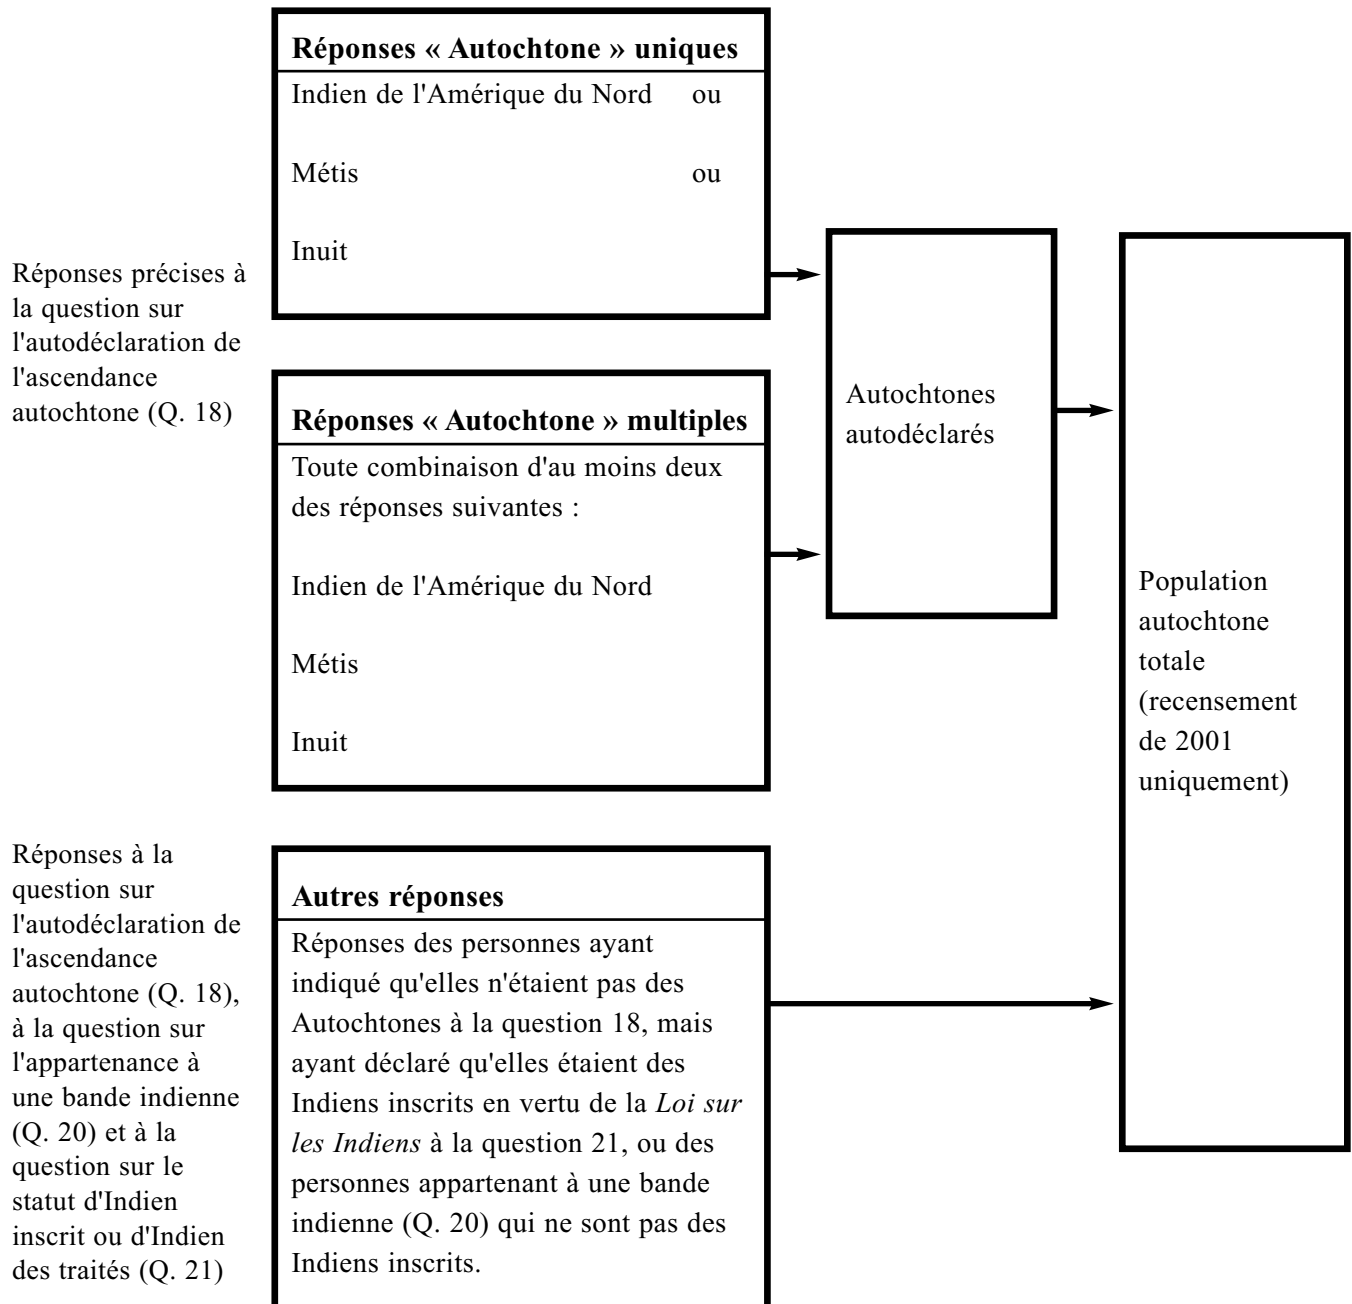 Réponses « Autochtone » uniques
Indien de l'Amérique du Nord ou
Métis ou
Inuit
Réponses précises à
la question sur
l'autodéclaration de
l'ascendance
autochtone (Q. 18)
Réponses « Autochtone » multiples
Toute combinaison d'au moins deux
des réponses suivantes :
Indien de l'Amérique du Nord
Métis
Inuit
Autochtones
autodéclarés
Population
autochtone
totale
(recensement
de 2001
uniquement)
Réponses à la
question sur
l'autodéclaration de
l'ascendance
autochtone (Q. 18),
à la question sur
l'appartenance à
une bande indienne
(Q. 20) et à la
question sur le
statut d'Indien
inscrit ou d'Indien
des traités (Q. 21)
Autres réponses
Réponses des personnes ayant
indiqué qu'elles n'étaient pas des
Autochtones à la question 18, mais
ayant déclaré qu'elles étaient des
Indiens inscrits en vertu de la Loi sur
les Indiens à la question 21, ou des
personnes appartenant à une bande
indienne (Q. 20) qui ne sont pas des
Indiens inscrits.